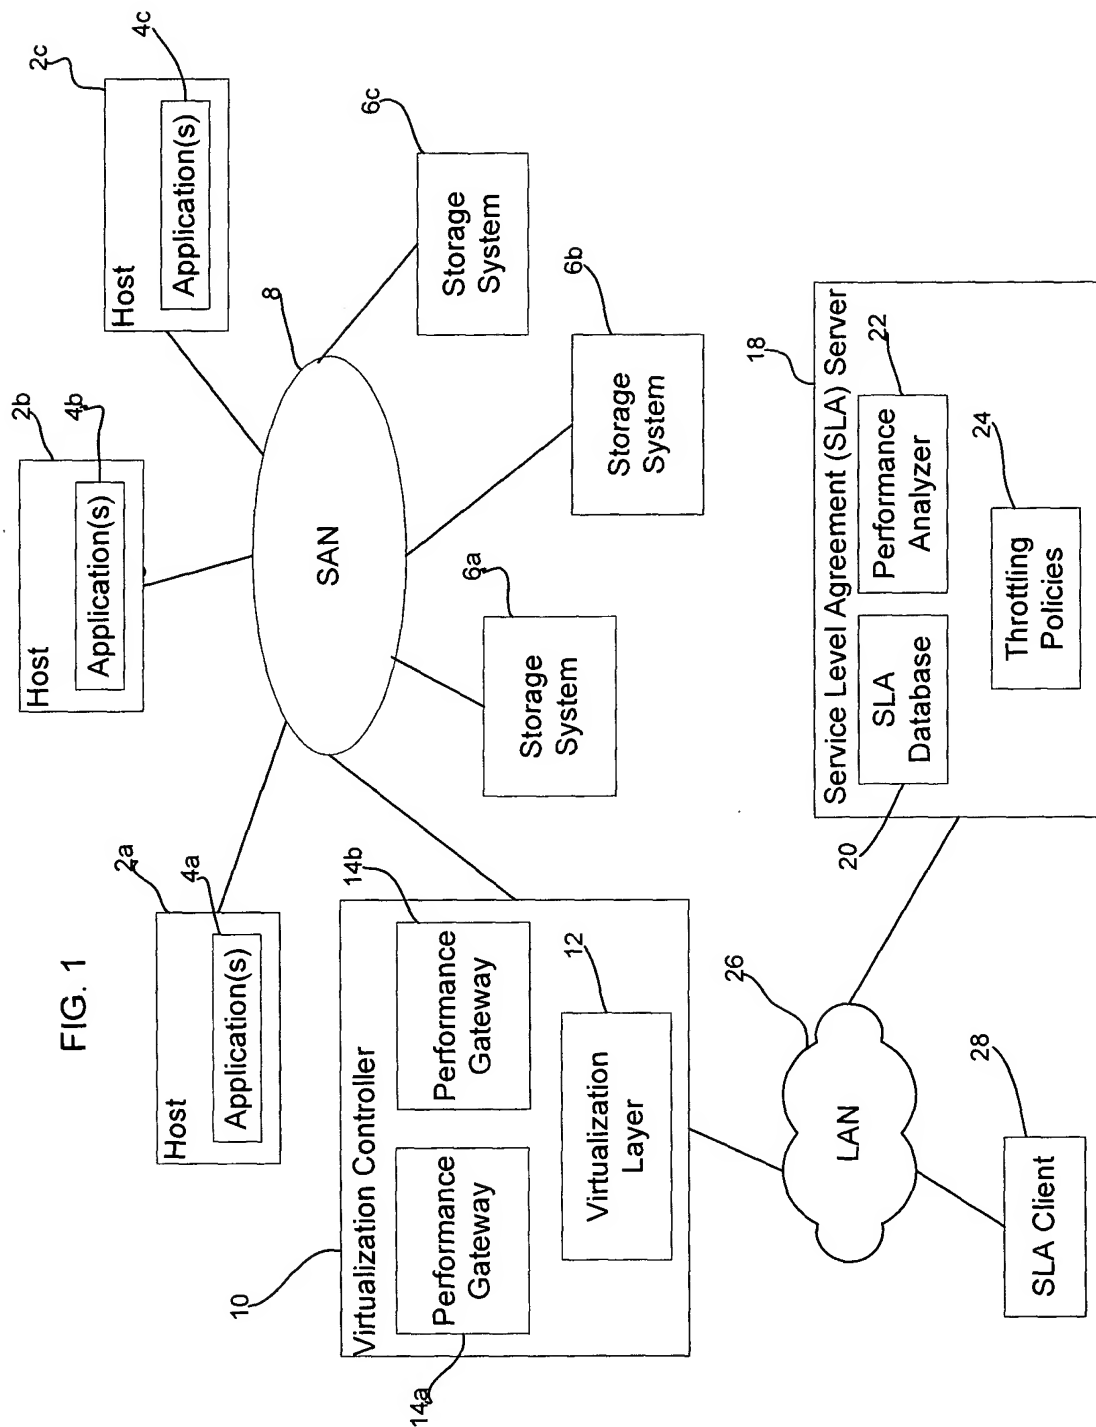 FIG. 1
2a
Host
4a
Application(s)
2b
Host
4b
Application(s)
2c
Host
4c
Application(s)
8
SAN
6a
Storage
System
6b
Storage
System
6c
Storage
System
10
Virtualization Controller
14a
Performance
Gateway
14b
Performance
Gateway
12
Virtualization
Layer
26
LAN
28
SLA Client
18
Service Level Agreement (SLA) Server
20
SLA
Database
22
Performance
Analyzer
24
Throttling
Policies